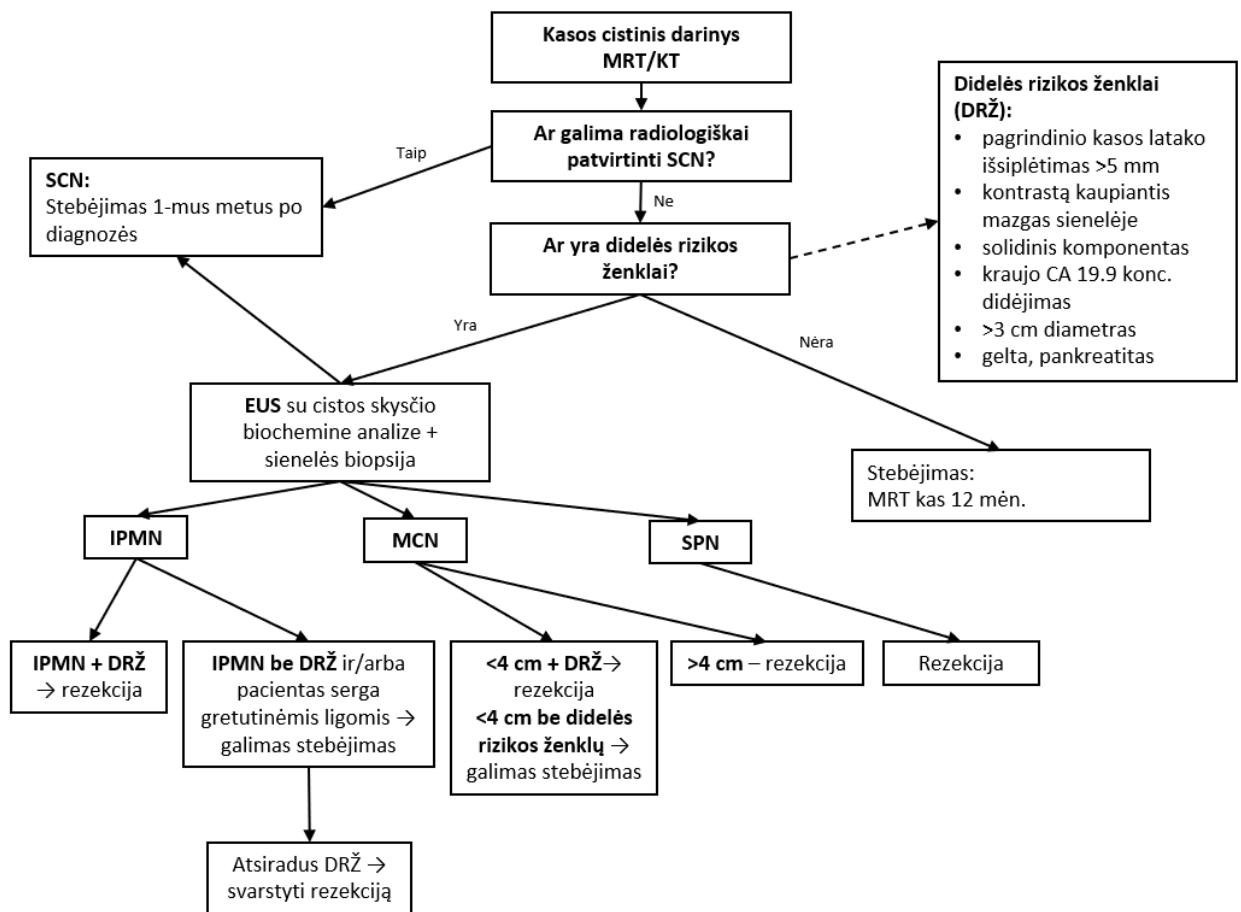 Kasos cistinis darinys
MRT/KT
Ar galima radiologiškai
patvirtinti SCN?
Taip
Ne
SCN:
Stebėjimas 1-mus metus po
diagnozės
Ar yra didelės rizikos
ženklai?
Didelės rizikos ženklai
(DRŽ):
• pagrindinio kasos latako
išsiplėtimas >5 mm
• kontrastą kaupiantis
mazgas sienelėje
• solidinis komponentas
• kraujo CA 19.9 konc.
didėjimas
• >3 cm diametras
• gelta, pankreatitas
Yra
Nėra
EUS su cistos skysčio
biochemine analize +
sienelės biopsija
Stebėjimas:
MRT kas 12 mėn.
IPMN
MCN
SPN
IPMN + DRŽ
→ rezekcija
IPMN be DRŽ ir/arba
pacientas serga
gretutinėmis ligomis →
galimas stebėjimas
<4 cm + DRŽ→
rezekcija
<4 cm be didelės
rizikos ženklų →
galimas stebėjimas
>4 cm – rezekcija
Rezekcija
Atsiradus DRŽ →
svarstyti rezekciją